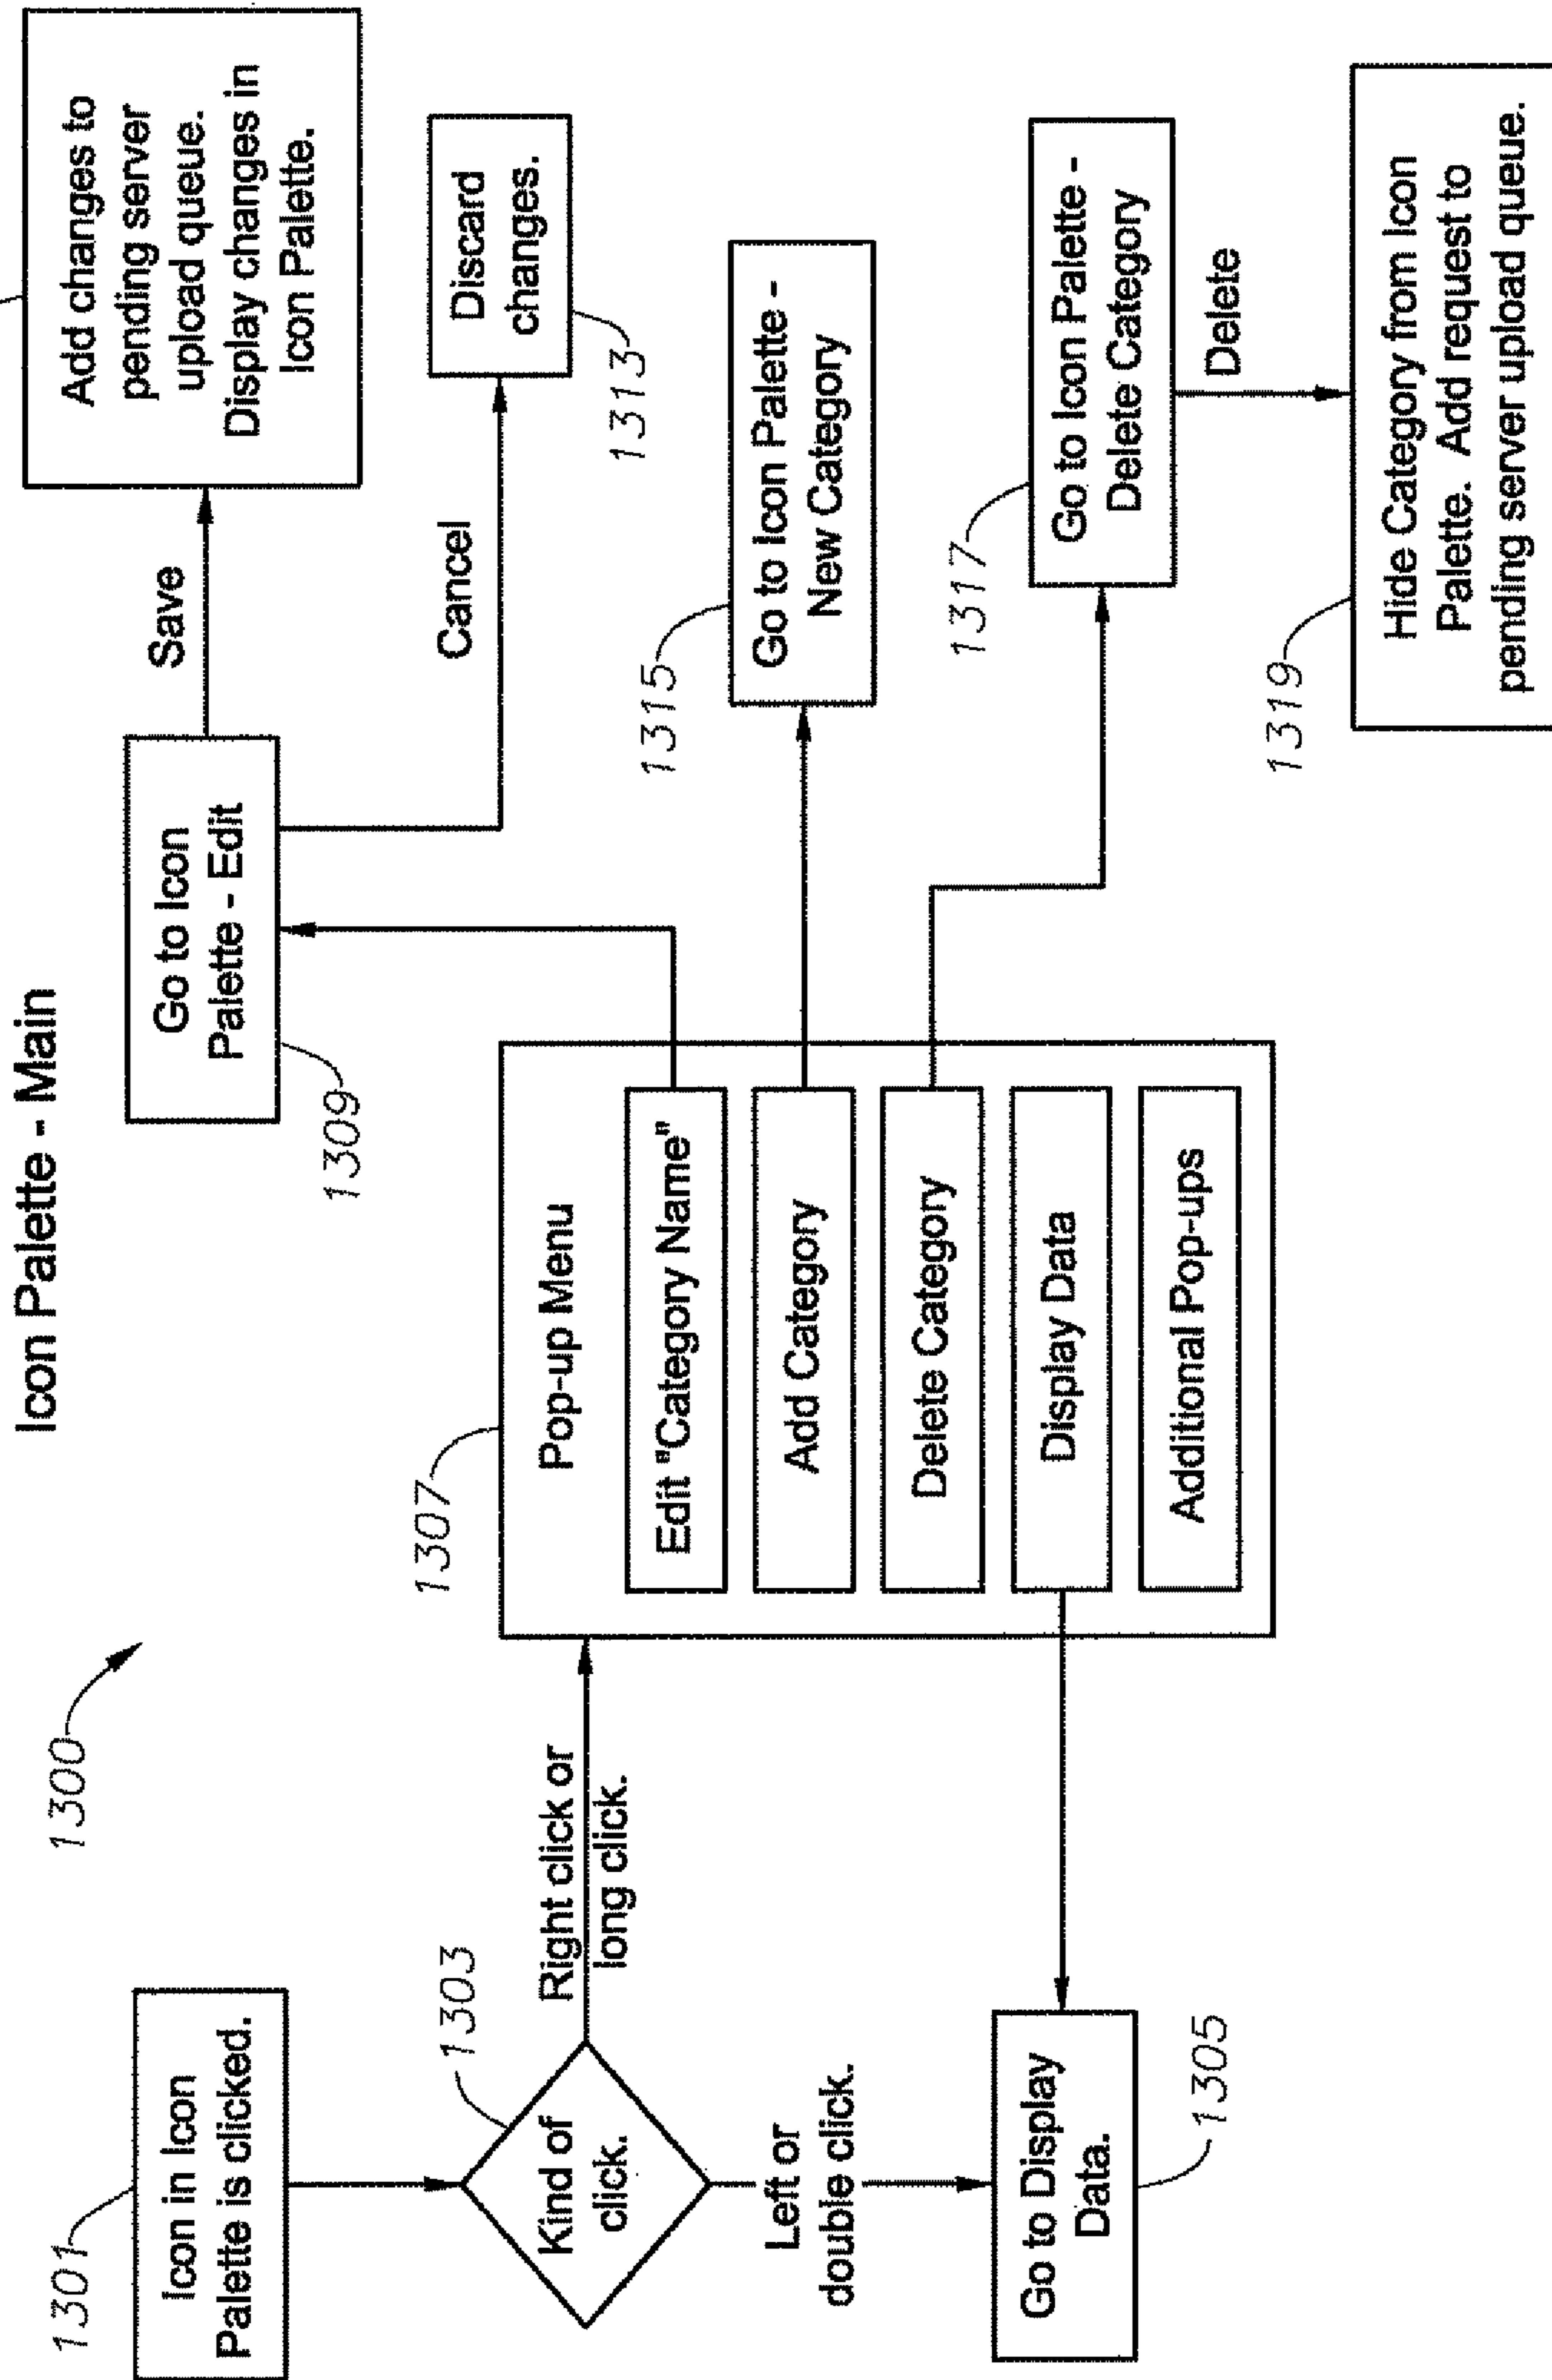 Icon Palette - Main
1300
1301
Icon in Icon
Palette is clicked.
1303
Kind of
click.
Right click or
long click.
Left or
double click.
Go to Display
Data.
1305
1307
Pop-up Menu
Edit "Category Name"
Add Category
Delete Category
Display Data
Additional Pop-ups
Go to Icon
Palette - Edit
1309
Save
Add changes to
pending server
upload queue.
Display changes in
Icon Palette.
Cancel
Discard
changes.
1313
1315
Go to Icon Palette -
New Category
1317
Go to Icon Palette -
Delete Category
Delete
1319
Hide Category from Icon
Palette. Add request to
pending server upload queue.